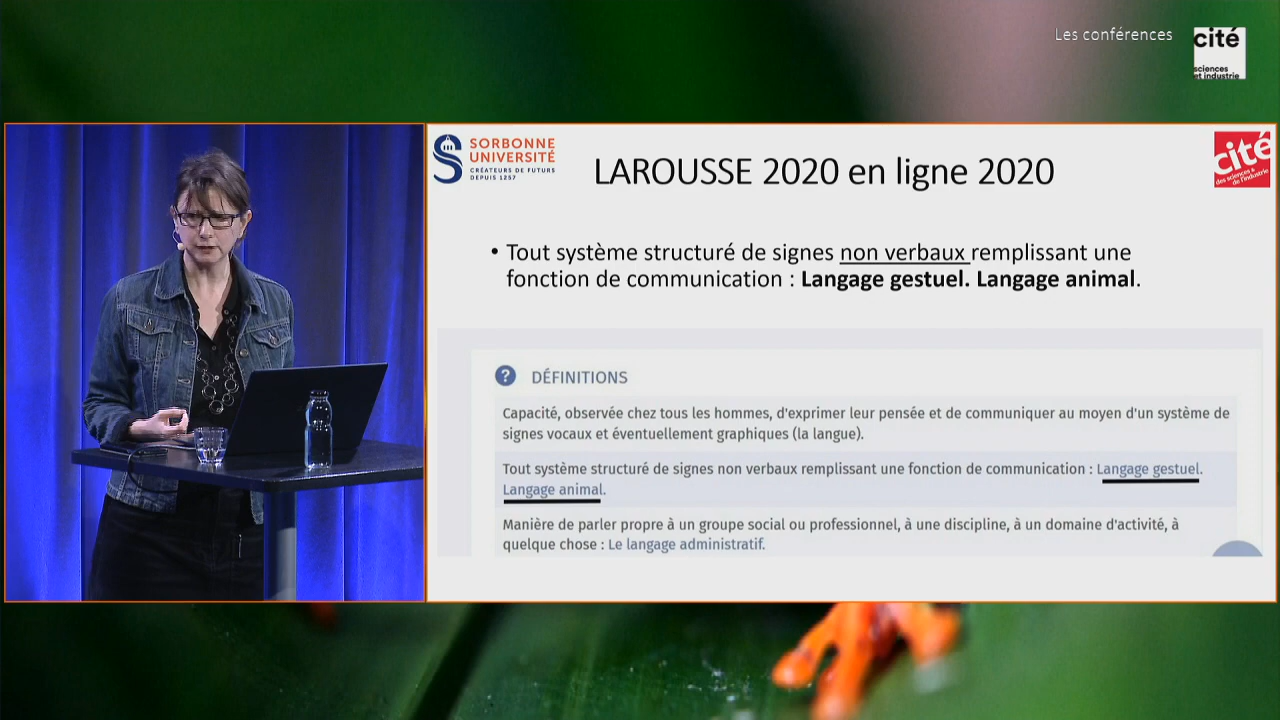 Les conférences
cité
sciences
et industrie
SORBONNE
UNIVERSITÉ
CRÉATEURS DE FUTURS
DEPUIS 1257
LAROUSSE 2020 en ligne 2020
cité
des sciences &
de l'industrie
• Tout système structuré de signes non verbaux remplissant une
fonction de communication : Langage gestuel. Langage animal.
? DÉFINITIONS
Capacité, observée chez tous les hommes, d'exprimer leur pensée et de communiquer au moyen d'un système de
signes vocaux et éventuellement graphiques (la langue).
Tout système structuré de signes non verbaux remplissant une fonction de communication : Langage gestuel.
Langage animal.
Manière de parler propre à un groupe social ou professionnel, à une discipline, à un domaine d'activité, à
quelque chose : Le langage administratif.